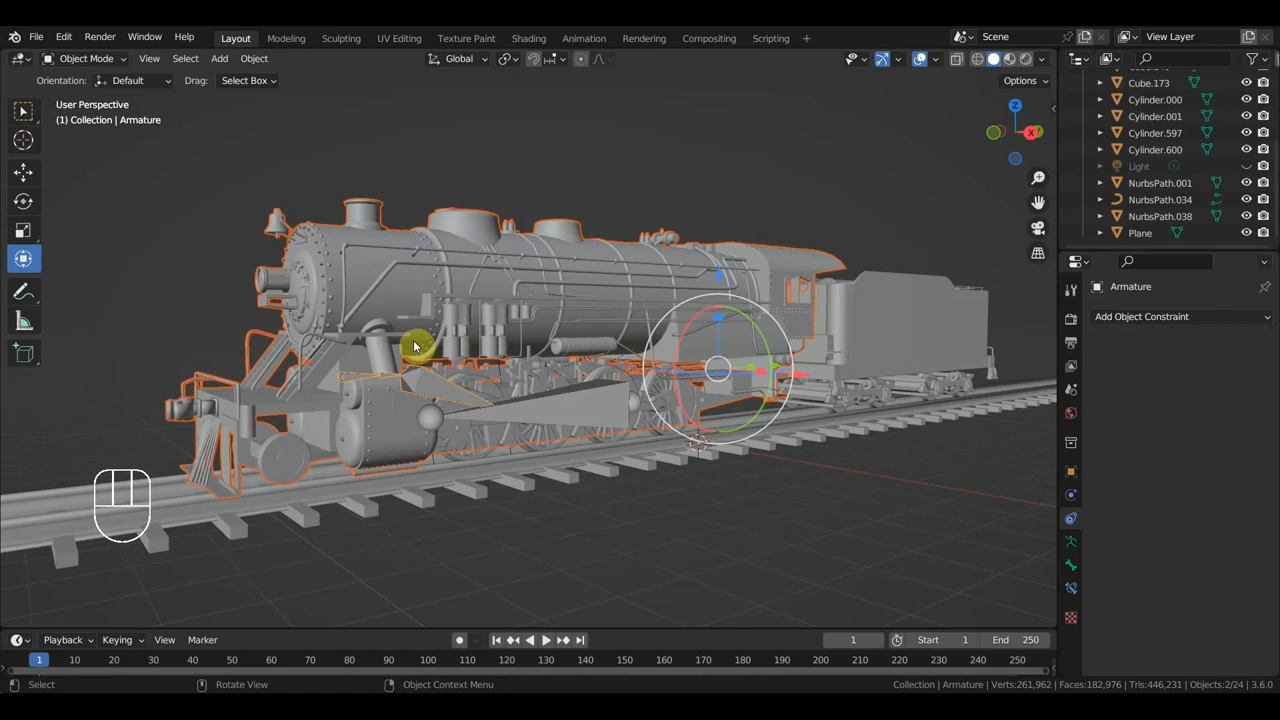 File Edit Render Window Help Layout Modeling Sculpting UV Editing Texture Paint Shading Animation Rendering Compositing Scripting + Scene View Layer
Object Mode View Select Add Object Global
Orientation: Default Drag: Select Box Options
User Perspective
(1) Collection | Armature
Z
X
Cube.173
Cylinder.000
Cylinder.001
Cylinder.597
Cylinder.600
Light
NurbsPath.001
NurbsPath.034
NurbsPath.038
Plane
Armature
Add Object Constraint
Playback Keying View Marker 1 Start 1 End 250
1 10 20 30 40 50 60 70 80 90 100 110 120 130 140 150 160 170 180 190 200 210 220 230 240 250
Select Rotate View Object Context Menu Collection | Armature | Verts:261,962 | Faces:182,976 | Tris:446,231 | Objects:2/24 | 3.6.0